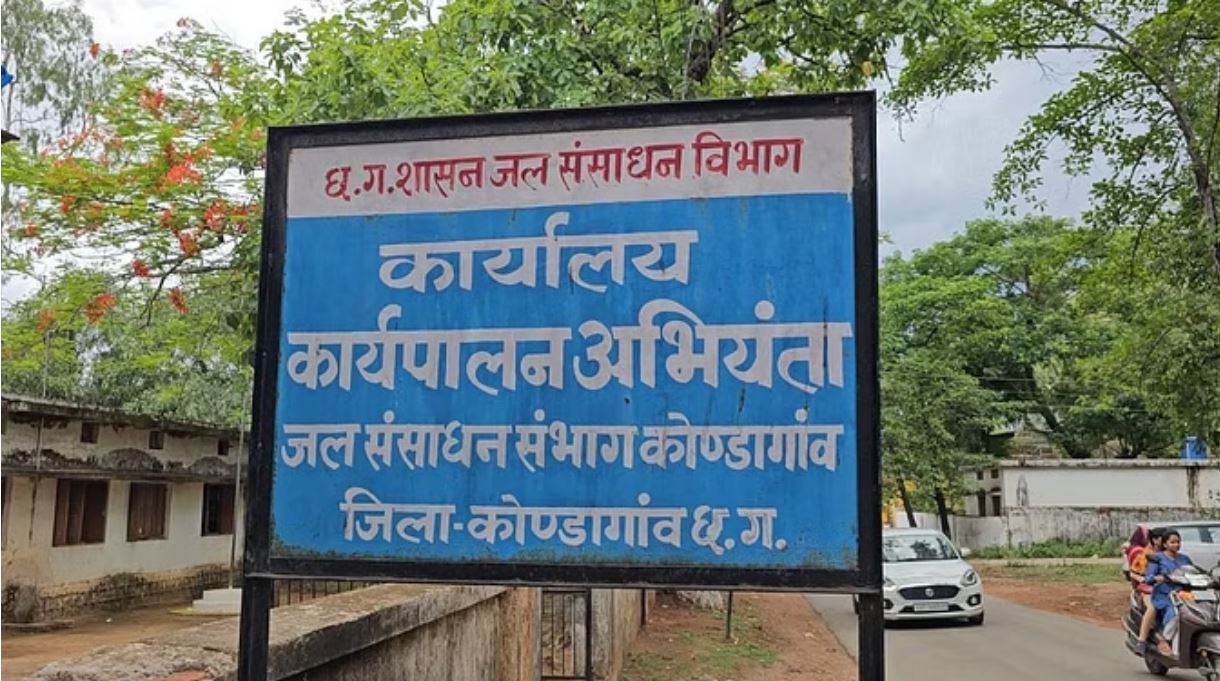 छ.ग.शासन जल संसाधन विभाग
कार्यालय
कार्यपालन अभियंता
जल संसाधन संभाग कोण्डागांव
जिला-कोण्डागांव छ.ग.